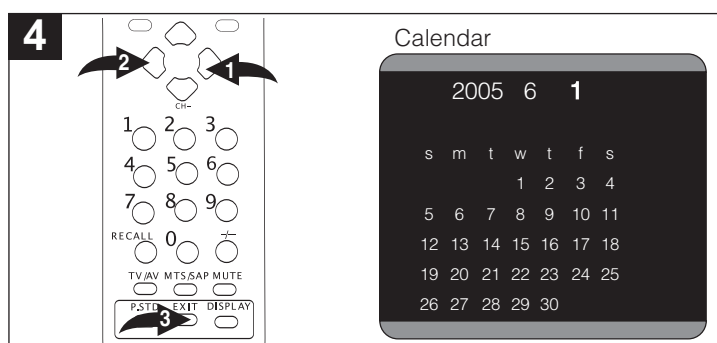 4
Calendar
2
1
CH–
2005 6 1
1 2 3
4 5 6
7 8 9
RECALL 0 -/--
TV/AV MTS/SAP MUTE
P.STD EXIT DISPLAY
3
s m t w t f s
1 2 3 4
5 6 7 8 9 10 11
12 13 14 15 16 17 18
19 20 21 22 23 24 25
26 27 28 29 30